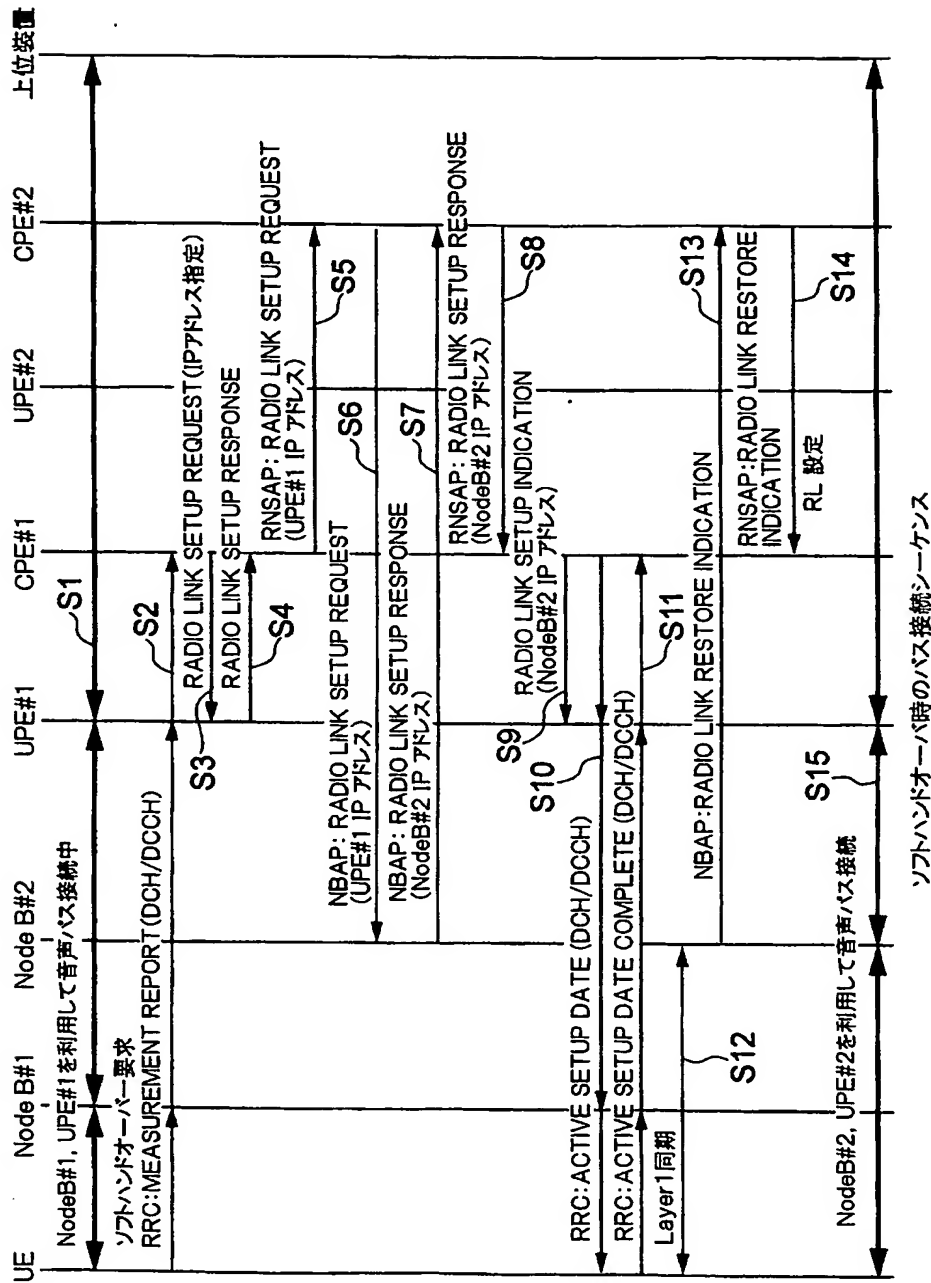 UE
Node B#1
Node B#2
UPE#1
CPE#1
UPE#2
CPE#2
上位装置
S1
NodeB#1, UPE#1を利用して音声パス接続中
ソフトハンドオーバー要求
RRC:MEASUREMENT REPORT(DCH/DCCH)
S2
RADIO LINK SETUP REQUEST(IPアドレス指定)
S3
RADIO LINK SETUP RESPONSE
S4
RNSAP: RADIO LINK SETUP REQUEST
(UPE#1 IP アドレス)
S5
NBAP: RADIO LINK SETUP REQUEST
(UPE#1 IP アドレス)
S6
NBAP: RADIO LINK SETUP RESPONSE
(NodeB#2 IP アドレス)
S7
RNSAP: RADIO LINK SETUP RESPONSE
(NodeB#2 IP アドレス)
S8
RADIO LINK SETUP INDICATION
(NodeB#2 IP アドレス)
S9
S10
RRC:ACTIVE SETUP DATE (DCH/DCCH)
RRC:ACTIVE SETUP DATE COMPLETE (DCH/DCCH)
S11
Layer1同期
S12
NBAP:RADIO LINK RESTORE INDICATION
S13
RNSAP:RADIO LINK RESTORE
INDICATION
S14
RL 設定
NodeB#2, UPE#2を利用して音声パス接続
S15
ソフトハンドオーバ時のパス接続シーケンス